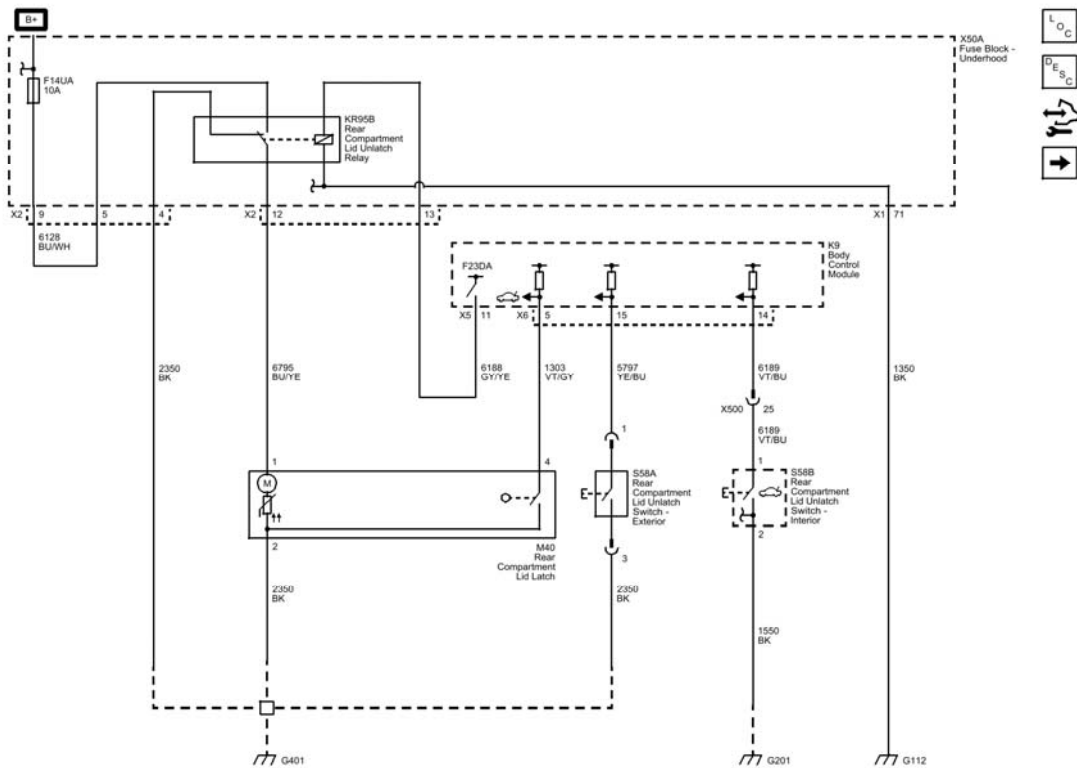 B+
X50A
Fuse Block -
Underhood
L
O
C
D
E
S
C
F14UA
10A
KR95B
Rear
Compartment
Lid Unlatch
Relay
X2 9
5
4
X2 12
13
X1 71
6128
BU/WH
K9
Body
Control
Module
F23DA
X5 11
X6 5
15
14
2350
BK
6795
BU/YE
6188
GY/YE
1303
VT/GY
5797
YE/BU
6189
VT/BU
1350
BK
X500 25
6189
VT/BU
1
1
4
1
M
S58A
Rear
Compartment
Lid Unlatch
Switch -
Exterior
S58B
Rear
Compartment
Lid Unlatch
Switch -
Interior
2
M40
Rear
Compartment
Lid Latch
3
2
2350
BK
2350
BK
1550
BK
G401
G201
G112